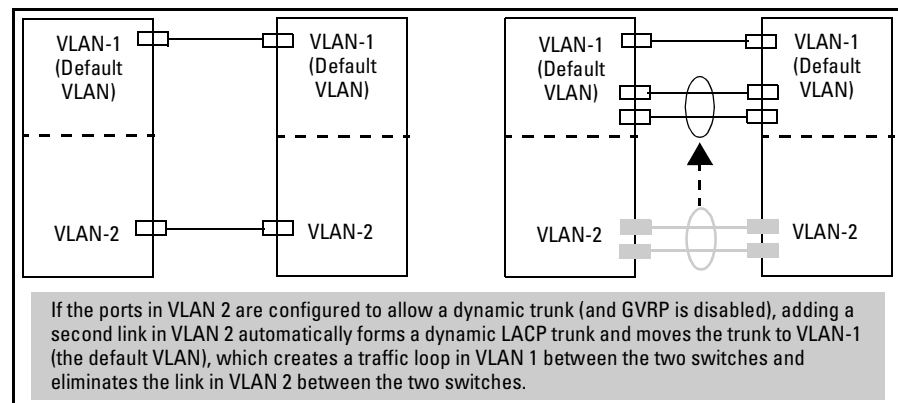 VLAN-1
(Default
VLAN)
VLAN-1
(Default
VLAN)
VLAN-2
VLAN-2
VLAN-1
(Default
VLAN)
VLAN-1
(Default
VLAN)
VLAN-2
VLAN-2
If the ports in VLAN 2 are configured to allow a dynamic trunk (and GVRP is disabled), adding a
second link in VLAN 2 automatically forms a dynamic LACP trunk and moves the trunk to VLAN-1
(the default VLAN), which creates a traffic loop in VLAN 1 between the two switches and
eliminates the link in VLAN 2 between the two switches.